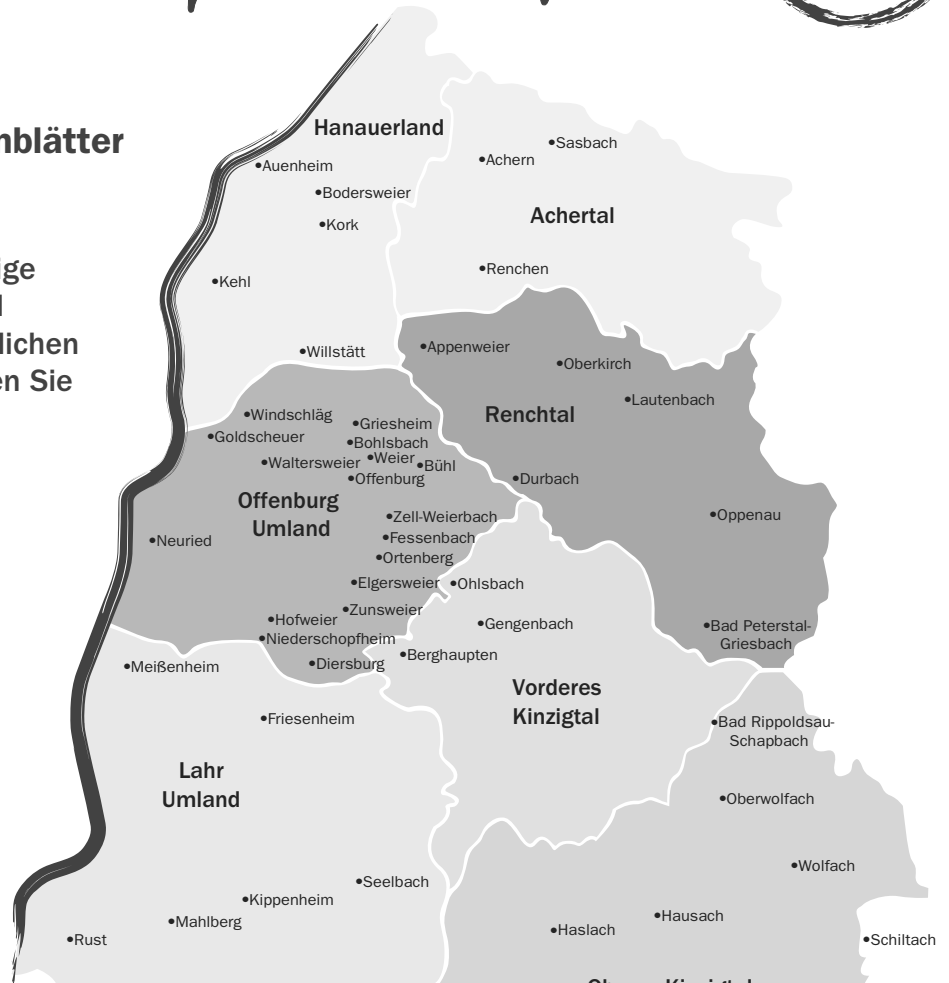 nblätter
ige
lichen
en Sie
Hanauerland
•Auenheim
•Bodersweier
•Kork
•Kehl
•Willstätt
•Sasbach
•Achern
Achertal
•Renchen
•Appenweier
•Oberkirch
•Lautenbach
Renchtal
•Durbach
•Oppenau
•Bad Peterstal-
Griesbach
•Windschläg
•Griesheim
•Goldscheuer
•Bohlsbach
•Weier
•Waltersweier
•Bühl
•Offenburg
Offenburg
Umland
•Zell-Weierbach
•Neuried
•Fessenbach
•Ortenberg
•Elgersweier
•Zunsweier
•Hofweier
•Niederschopfheim
•Diersburg
•Ohlsbach
•Gengenbach
•Berghaupten
Vorderes
Kinzigtal
•Meißenheim
•Friesenheim
Lahr
Umland
•Seelbach
•Kippenheim
•Mahlberg
•Rust
•Bad Rippoldsau-
Schapbach
•Oberwolfach
•Wolfach
•Hausach
•Haslach
•Schiltach